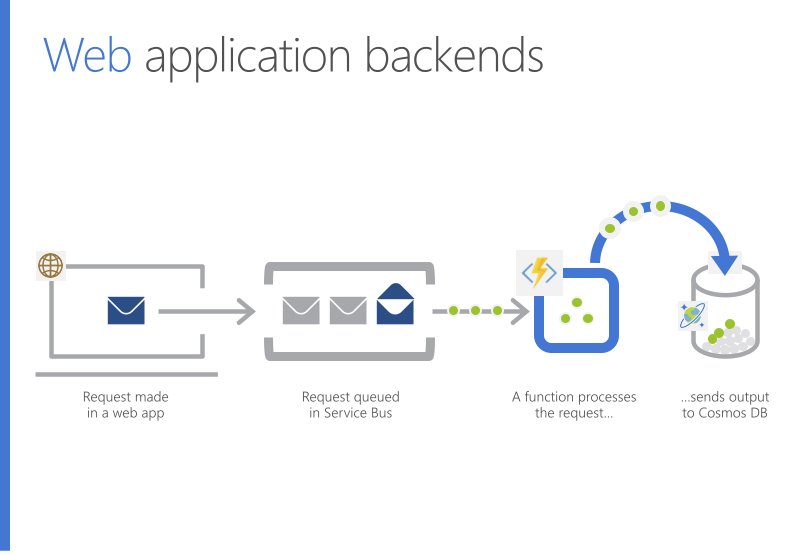 Web application backends
Request made
in a web app
Request queued
in Service Bus
A function processes
the request...
...sends output
to Cosmos DB